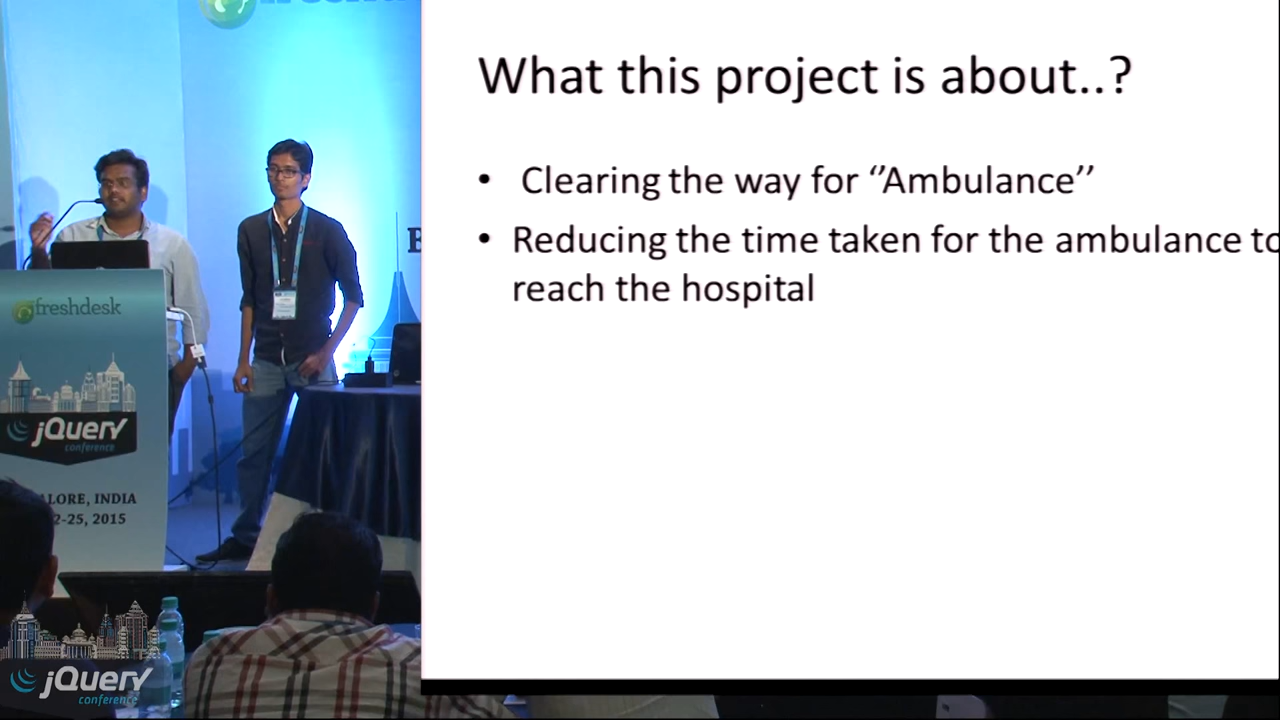 What this project is about..?
• Clearing the way for ‘’Ambulance’’
• Reducing the time taken for the ambulance to
reach the hospital
freshdesk
jQuery
conference
ALORE, INDIA
2-25, 2015
jQuery
conference